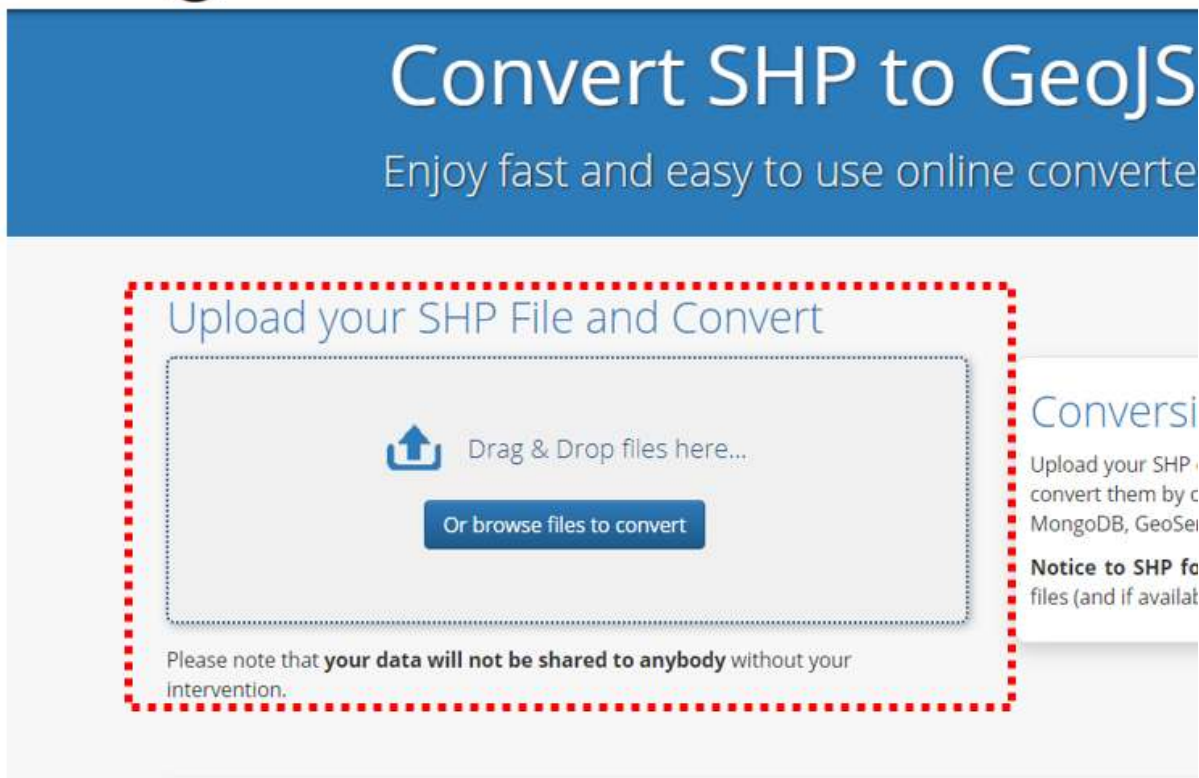 Convert SHP to GeoJS
Enjoy fast and easy to use online converte
Upload your SHP File and Convert
Drag & Drop files here...
Or browse files to convert
Please note that your data will not be shared to anybody without your
intervention.
Conversi
Upload your SHP
convert them by c
MongoDB, GeoSer
Notice to SHP fo
files (and if availab